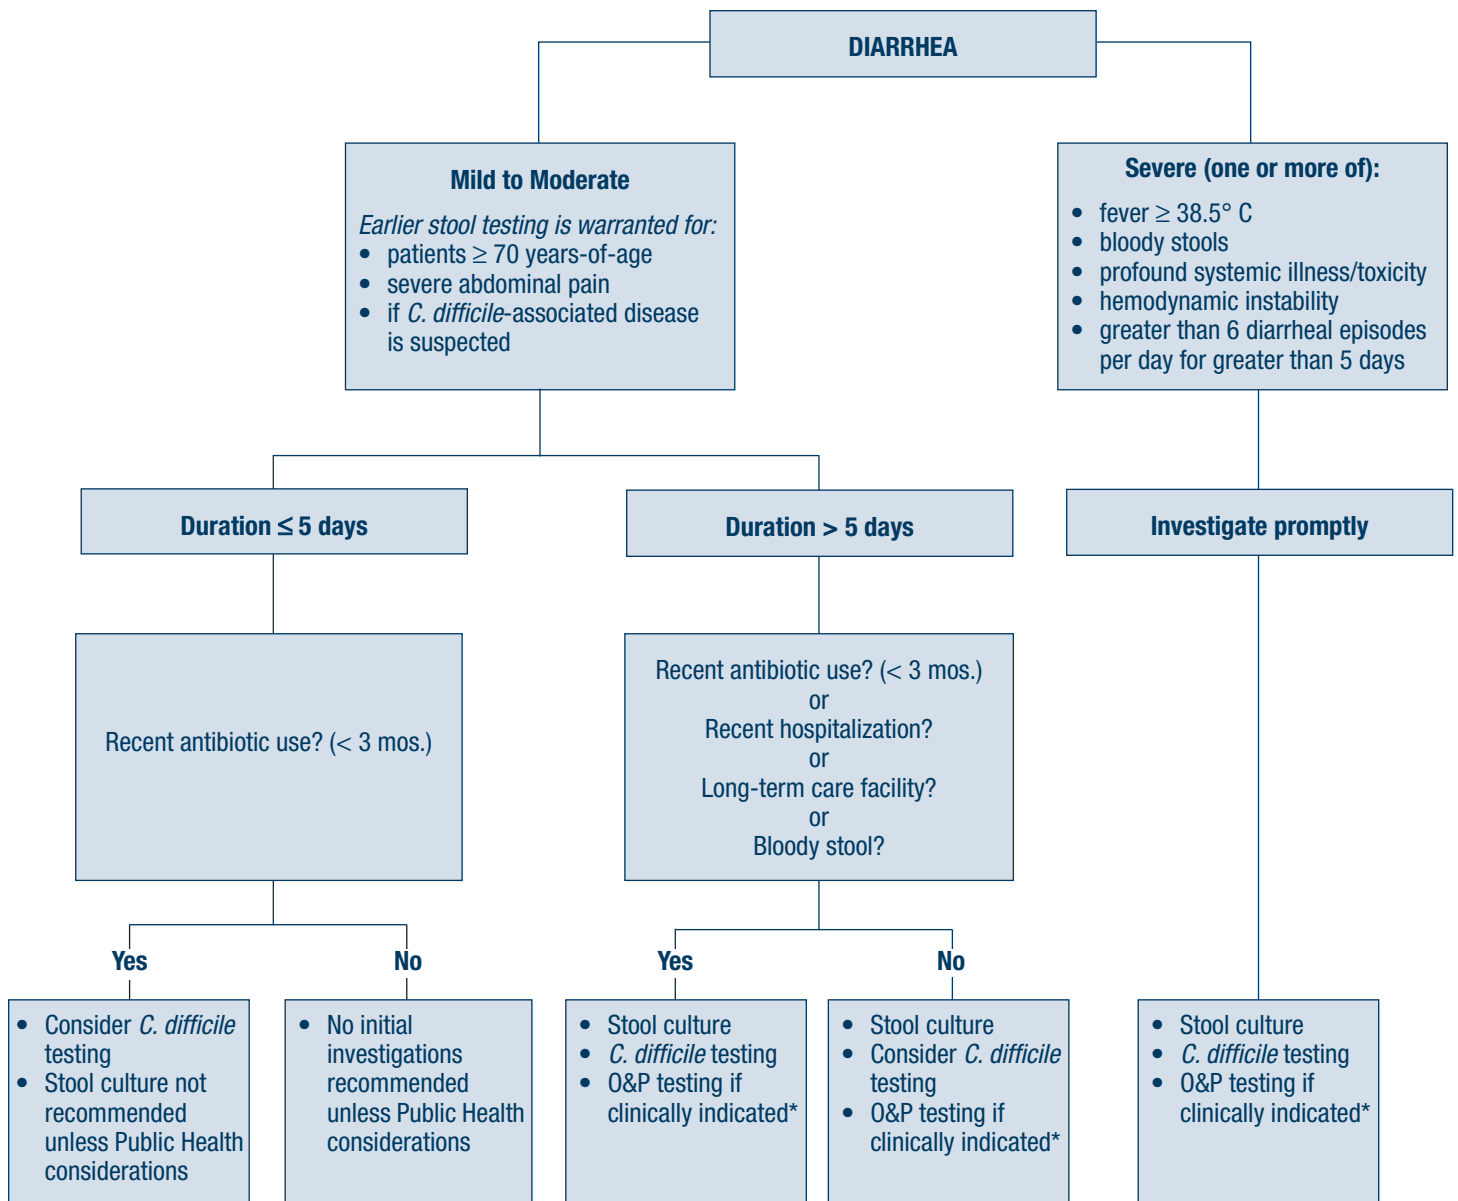 DIARRHEA
Mild to Moderate
Earlier stool testing is warranted for:
• patients ≥ 70 years-of-age
• severe abdominal pain
• if C. difficile-associated disease
is suspected
Severe (one or more of):
• fever ≥ 38.5° C
• bloody stools
• profound systemic illness/toxicity
• hemodynamic instability
• greater than 6 diarrheal episodes
per day for greater than 5 days
Duration ≤ 5 days
Duration > 5 days
Investigate promptly
Recent antibiotic use? (< 3 mos.)
Recent antibiotic use? (< 3 mos.)
or
Recent hospitalization?
or
Long-term care facility?
or
Bloody stool?
Yes
No
Yes
No
• Consider C. difficile
testing
• Stool culture not
recommended
unless Public Health
considerations
• No initial
investigations
recommended
unless Public Health
considerations
• Stool culture
• C. difficile testing
• O&P testing if
clinically indicated*
• Stool culture
• Consider C. difficile
testing
• O&P testing if
clinically indicated*
• Stool culture
• C. difficile testing
• O&P testing if
clinically indicated*